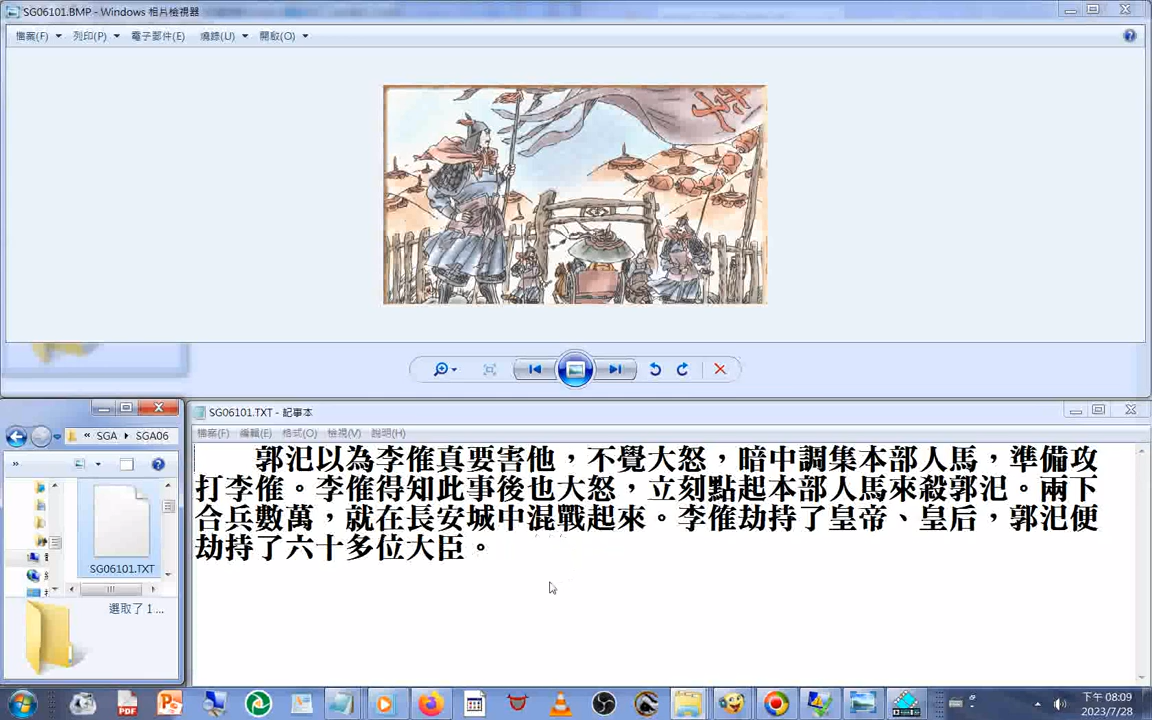 SG06101.BMP - Windows 相片檢視器
檔案(F) 列印(P) 電子郵件(E) 燒錄(U) 開啟(O)
李
SG06101.TXT - 記事本
« SGA ▸ SGA06
檔案(F) 編輯(E) 格式(O) 檢視(V) 說明(H)
»
郭汜以為李傕真要害他，不覺大怒，暗中調集本部人馬，準備攻
打李傕。李傕得知此事後也大怒，立刻點起本部人馬來殺郭汜。兩下
合兵數萬，就在長安城中混戰起來。李傕劫持了皇帝、皇后，郭汜便
劫持了六十多位大臣。
SG06101.TXT
選取了 1 ...
PDF
下午 08:09
2023/7/28